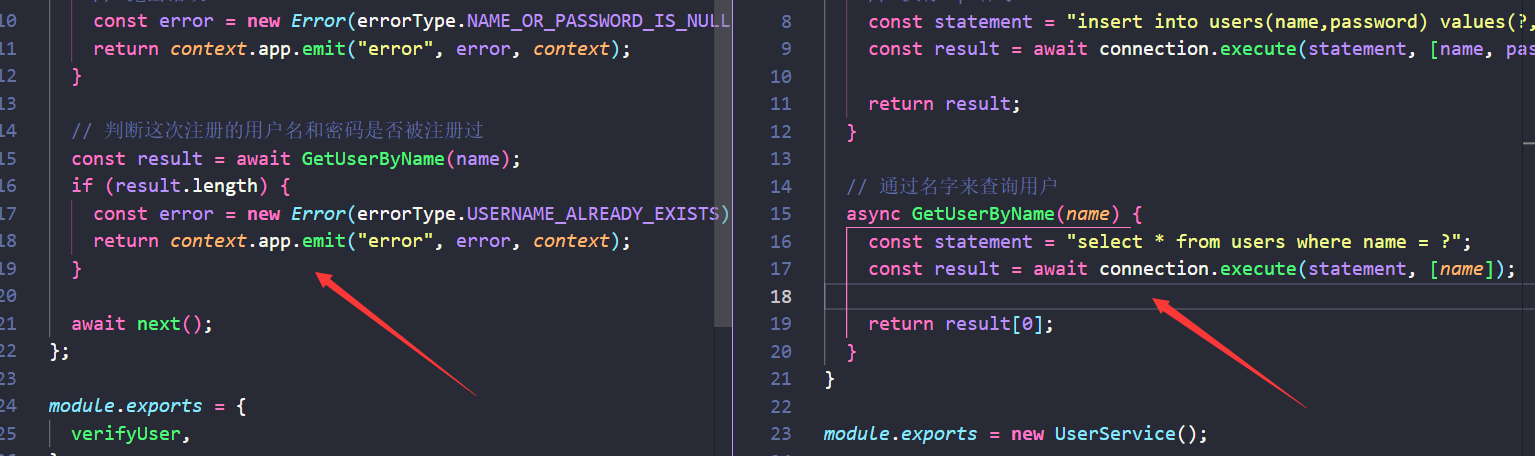 10 const error = new Error(errorType.NAME_OR_PASSWORD_IS_NULL
11 return context.app.emit("error", error, context);
12 }
13
14 // 判断这次注册的用户名和密码是否被注册过
15 const result = await GetUserByName(name);
16 if (result.length) {
17 const error = new Error(errorType.USERNAME_ALREADY_EXISTS)
18 return context.app.emit("error", error, context);
19 }
20
21 await next();
22 };
23
24 module.exports = {
25 verifyUser,
8 const statement = "insert into users(name,password) values(?,
9 const result = await connection.execute(statement, [name, pas
10
11 return result;
12 }
13
14 // 通过名字来查询用户
15 async GetUserByName(name) {
16 const statement = "select * from users where name = ?";
17 const result = await connection.execute(statement, [name]);
18
19 return result[0];
20 }
21 }
22
23 module.exports = new UserService();